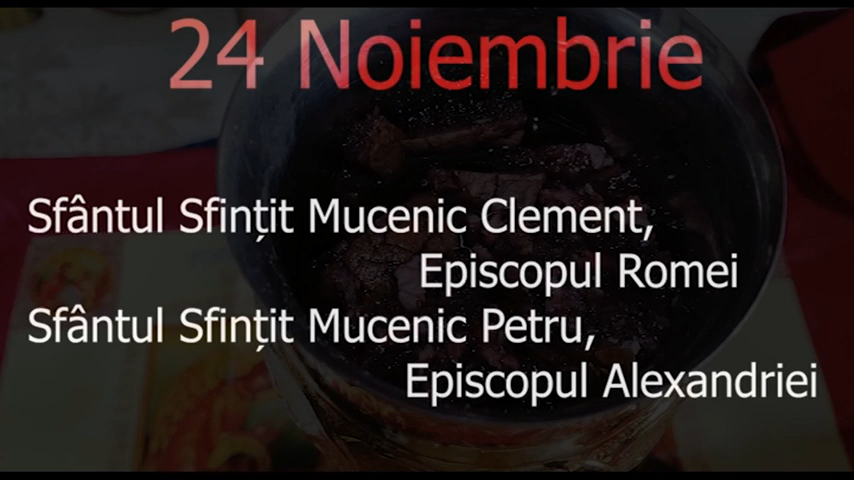 24 Noiembrie
Sfântul Sfințit Mucenic Clement,
Episcopul Romei
Sfântul Sfințit Mucenic Petru,
Episcopul Alexandriei